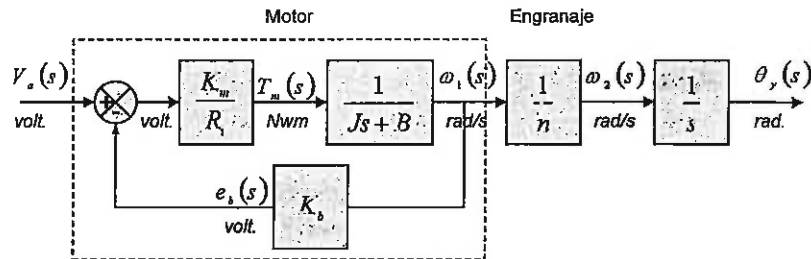 Motor
Engranaje
V_a(s)
volt.
+
-
volt.
K_m
R_i
T_m(s)
Nwm
1
Js + B
ω_1(s)
rad/s
1
n
ω_2(s)
rad/s
1
s
θ_y(s)
rad.
e_b(s)
volt.
K_b